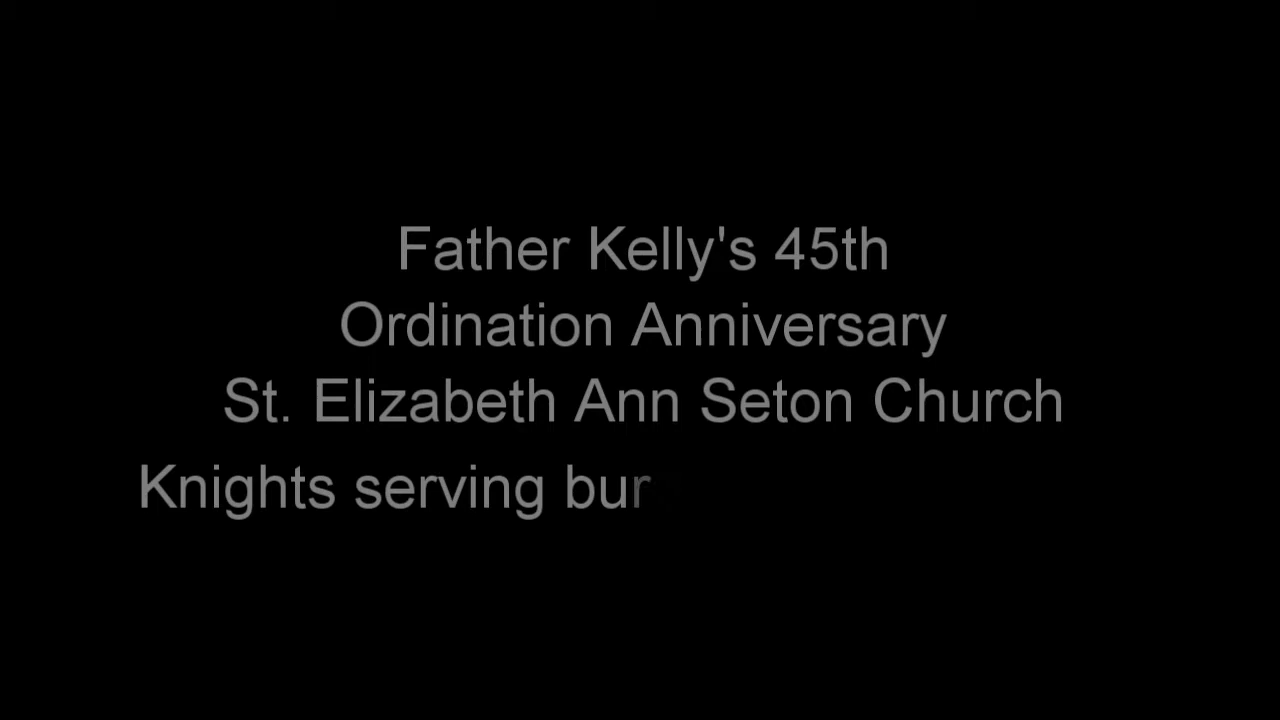 Father Kelly's 45th
Ordination Anniversary
St. Elizabeth Ann Seton Church
Knights serving